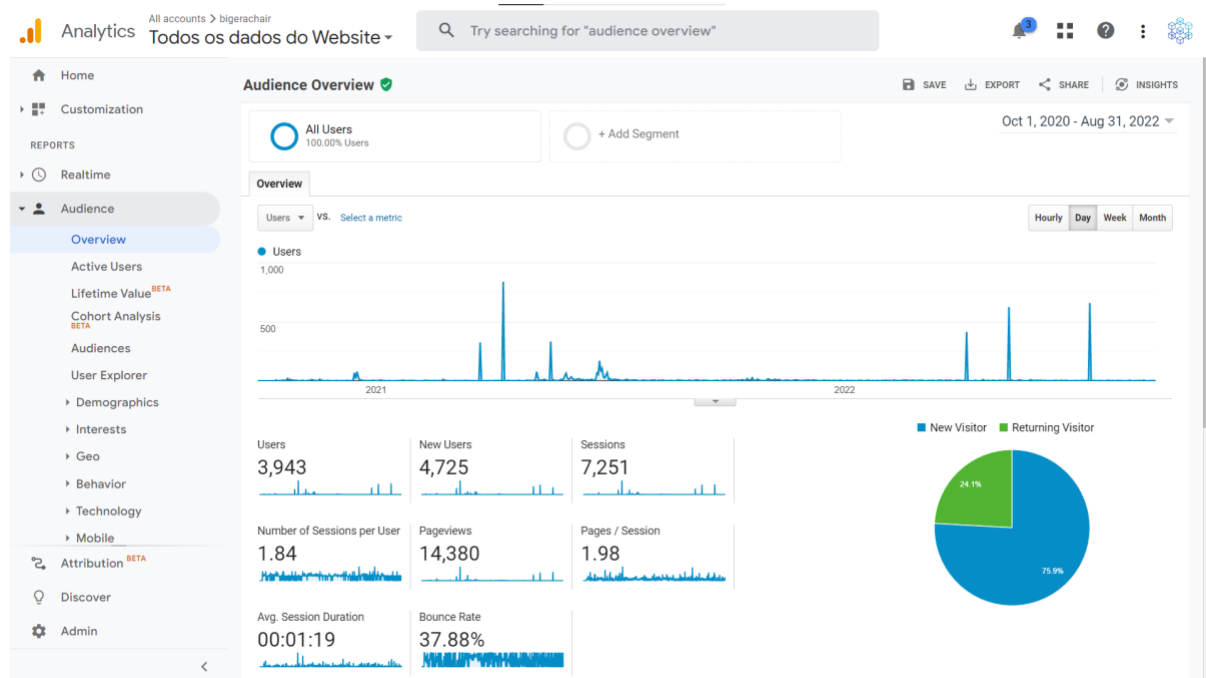 All accounts > bigerachair
Analytics
Todos os dados do Website
Try searching for "audience overview"
3
Home
Customization
REPORTS
Realtime
Audience
Overview
Active Users
Lifetime Value BETA
Cohort Analysis
BETA
Audiences
User Explorer
Demographics
Interests
Geo
Behavior
Technology
Mobile
Attribution BETA
Discover
Admin
Audience Overview
SAVE
EXPORT
SHARE
INSIGHTS
All Users
100.00% Users
+ Add Segment
Oct 1, 2020 - Aug 31, 2022
Overview
Users VS. Select a metric
Hourly Day Week Month
Users
1,000
500
2021 2022
New Visitor Returning Visitor
Users
3,943
New Users
4,725
Sessions
7,251
Number of Sessions per User
1.84
Pageviews
14,380
Pages / Session
1.98
Avg. Session Duration
00:01:19
Bounce Rate
37.88%
24.1%
75.9%